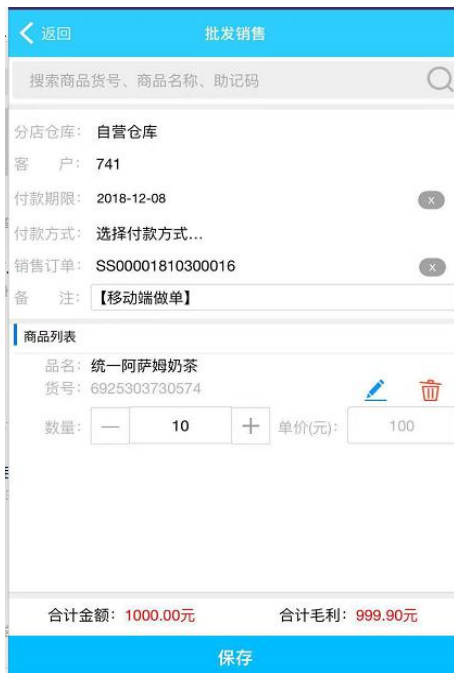 返回 批发销售
搜索商品货号、商品名称、助记码
分店仓库: 自营仓库
客 户: 741
付款期限: 2018-12-08 x
付款方式: 选择付款方式...
销售订单: SS00001810300016 x
备 注: 【移动端做单】
商品列表
品名: 统一阿萨姆奶茶
货号: 6925303730574
数量: — 10 + 单价(元): 100
合计金额: 1000.00元 合计毛利: 999.90元
保存